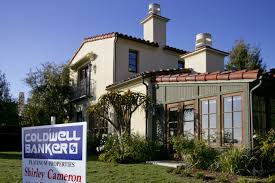 COLDWELL
BANKER
PLATINUM PROPERTIES
Shirley Cameron